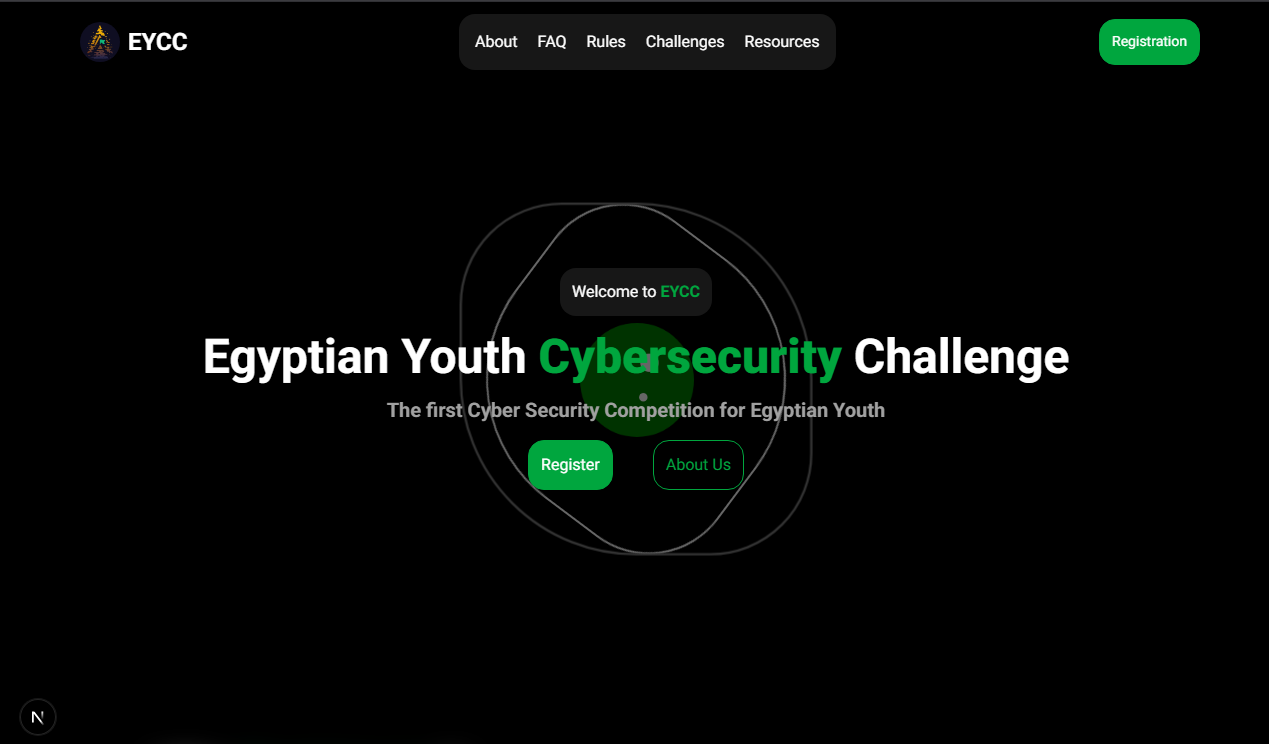 EYCC
About FAQ Rules Challenges Resources
Registration
Welcome to EYCC
Egyptian Youth Cybersecurity Challenge
The first Cyber Security Competition for Egyptian Youth
Register
About Us
N